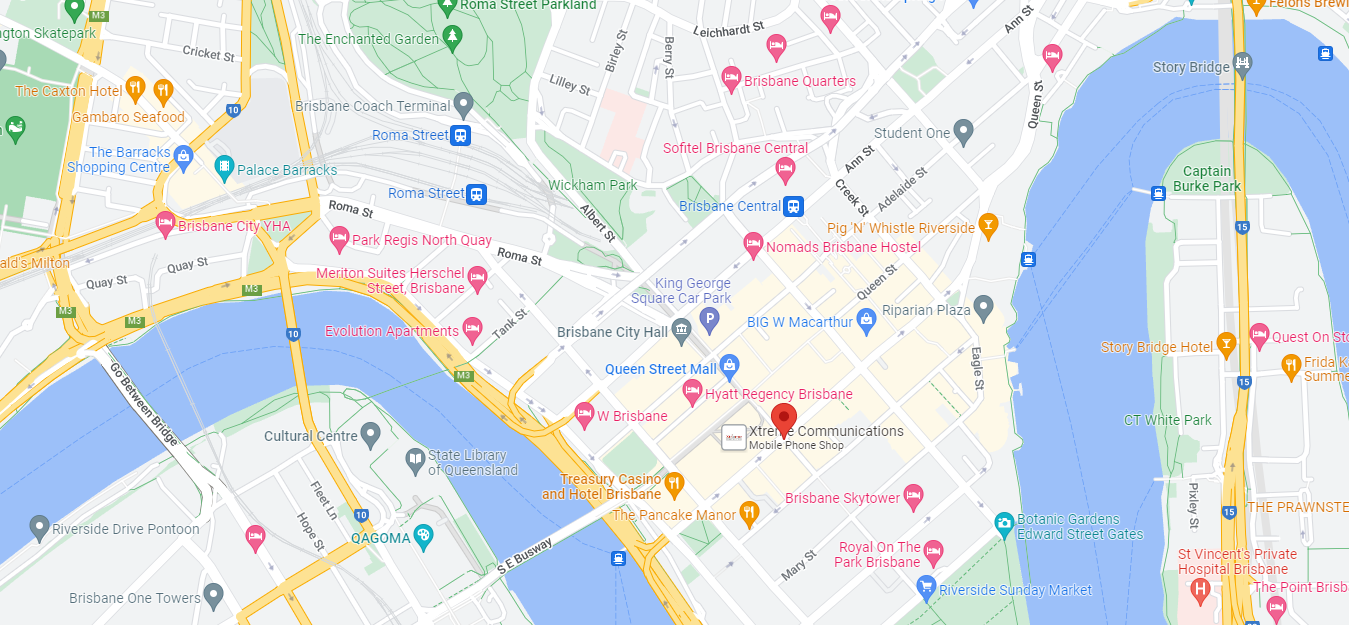 Roma Street Parkland
M3
ngton Skatepark
The Enchanted Garden
Cricket St
Birley St
Berry St
Leichhardt St
Ann St
Felons Brewi
Story Bridge
Brisbane Quarters
Lilley St
The Caxton Hotel
Gambaro Seafood
10
Brisbane Coach Terminal
Roma Street
Queen St
Student One
Sofitel Brisbane Central
Ann St
The Barracks
Shopping Centre
Palace Barracks
Roma Street
Wickham Park
Creek St
Adelaide St
Captain
Burke Park
Brisbane Central
Roma St
Albert St
Brisbane City YHA
Park Regis North Quay
Pig 'N' Whistle Riverside
15
Nomads Brisbane Hostel
Roma St
ald's Milton
Quay St
Quay St
Meriton Suites Herschel
Street, Brisbane
King George
Square Car Park
Queen St
M3
M3
M3
10
Evolution Apartments
Tank St
Brisbane City Hall
BIG W Macarthur
Riparian Plaza
Story Bridge Hotel
Quest On Sto
Frida K
Summe
Eagle St
Queen Street Mall
M3
15
Go Between Bridge
Hyatt Regency Brisbane
W Brisbane
Xtreme Communications
Mobile Phone Shop
CT White Park
Cultural Centre
State Library
of Queensland
Treasury Casino
and Hotel Brisbane
Fleet Ln
Hope St
10
The Pancake Manor
Brisbane Skytower
Pixley St
15
THE PRAWNSTE
Riverside Drive Pontoon
QAGOMA
S E Busway
Botanic Gardens
Edward Street Gates
Royal On The
Park Brisbane
Mary St
St Vincent's Private
Hospital Brisbane
Brisbane One Towers
Riverside Sunday Market
The Point Brisb